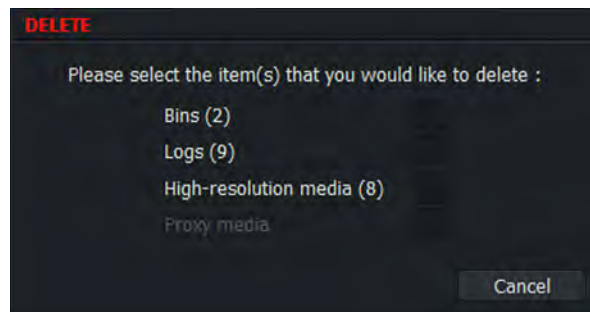 DELETE
Please select the item(s) that you would like to delete :
Bins (2)
Logs (9)
High-resolution media (8)
Proxy media
Cancel